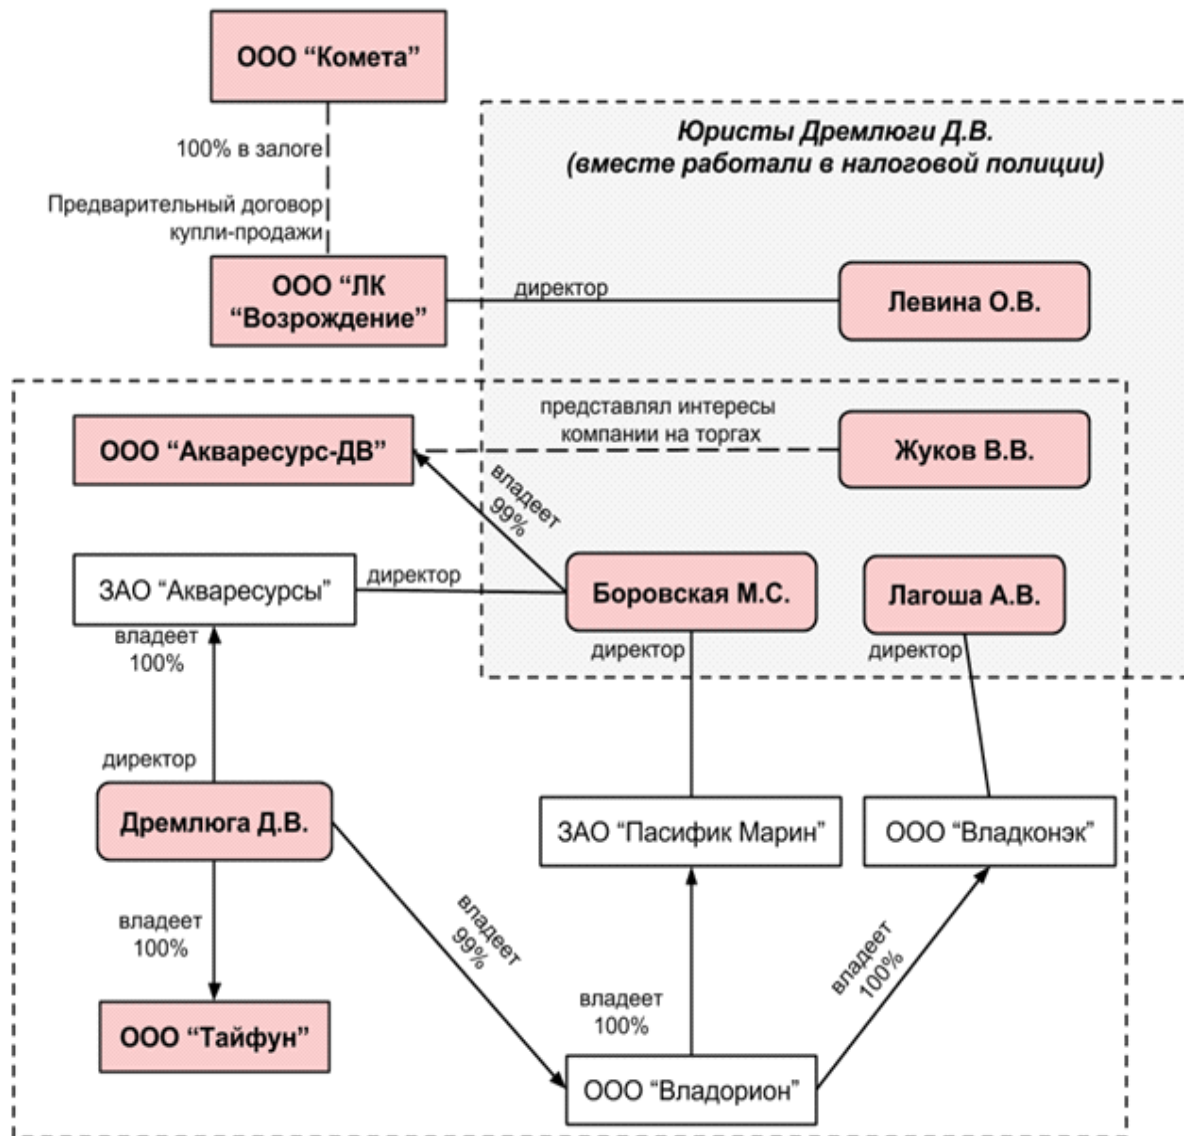 ООО “Комета”
100% в залоге
Предварительный договор
купли-продажи
ООО “ЛК
“Возрождение”
Юристы Дремлюги Д.В.
(вместе работали в налоговой полиции)
директор
Левина О.В.
ООО “Акваресурс-ДВ”
представлял интересы
компании на торгах
Жуков В.В.
владеет
99%
ЗАО “Акваресурсы”
директор
Боровская М.С.
Лагоша А.В.
владеет
100%
директор
директор
директор
Дремлюга Д.В.
ЗАО “Пасифик Марин”
ООО “Владконэк”
владеет
100%
владеет
99%
владеет
100%
владеет
100%
ООО “Тайфун”
ООО “Владорион”